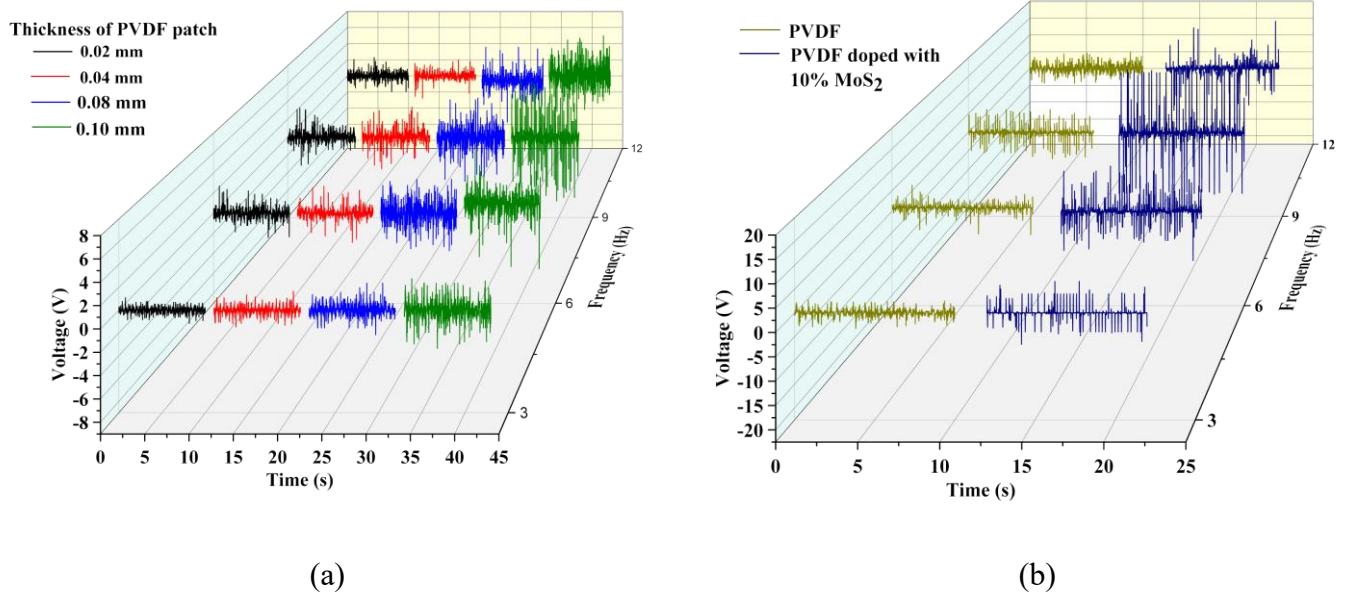 Thickness of PVDF patch
0.02 mm
0.04 mm
0.08 mm
0.10 mm
8
6
4
2
0
-2
-4
-6
-8
Voltage (V)
0 5 10 15 20 25 30 35 40 45
Time (s)
3
6
9
12
Frequency (Hz)
(a)
PVDF
PVDF doped with
10% MoS2
20
15
10
5
0
-5
-10
-15
-20
Voltage (V)
0 5 10 15 20 25
Time (s)
3
6
9
12
Frequency (Hz)
(b)